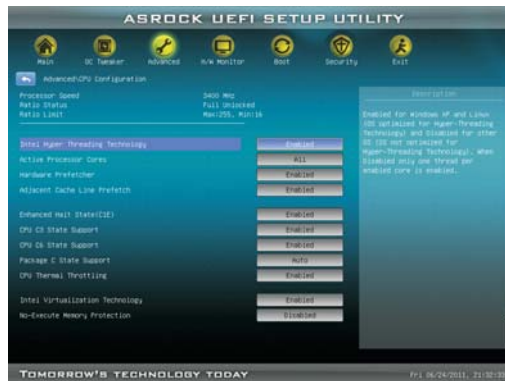 ASROCK UEFI SETUP UTILITY
Main OC Tweaker Advanced H/W Monitor Boot Security Exit
Advanced\CPU Configuration
Description
Processor Speed 3400 MHz
Ratio Status Full Unlocked
Ratio Limit Max:255, Min:16
Enabled for Windows XP and Linux
(OS optimized for Hyper-Threading
Technology) and Disabled for other
OS (OS not optimized for
Hyper-Threading Technology). When
Disabled only one thread per
enabled core is enabled.
Intel Hyper Threading Technology Enabled
Active Processor Cores All
Hardware Prefetcher Enabled
Adjacent Cache Line Prefetch Enabled
Enhanced Halt State(C1E) Enabled
CPU C3 State Support Enabled
CPU C6 State Support Enabled
Package C State Support Auto
CPU Thermal Throttling Enabled
Intel Virtualization Technology Enabled
No-Execute Memory Protection Disabled
TOMORROW'S TECHNOLOGY TODAY
Fri 06/24/2011, 21:32:33